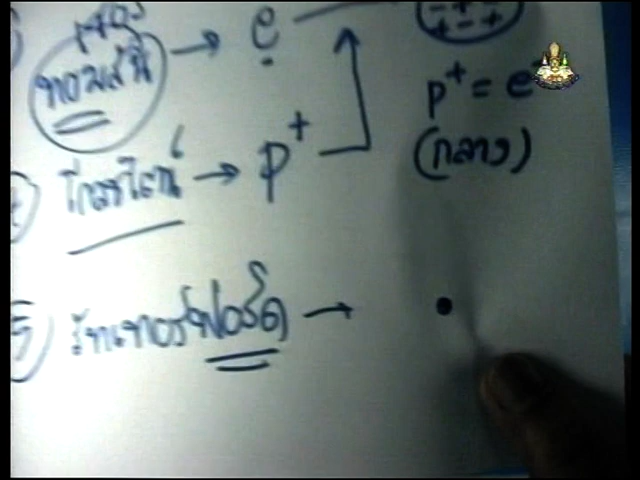 ทอมสัน → e
- + - +
+ - + -
p⁺ = e⁻
(กลาง)
โกลด์ไตน์ → p⁺
5 รัทเทอร์ฟอร์ด →